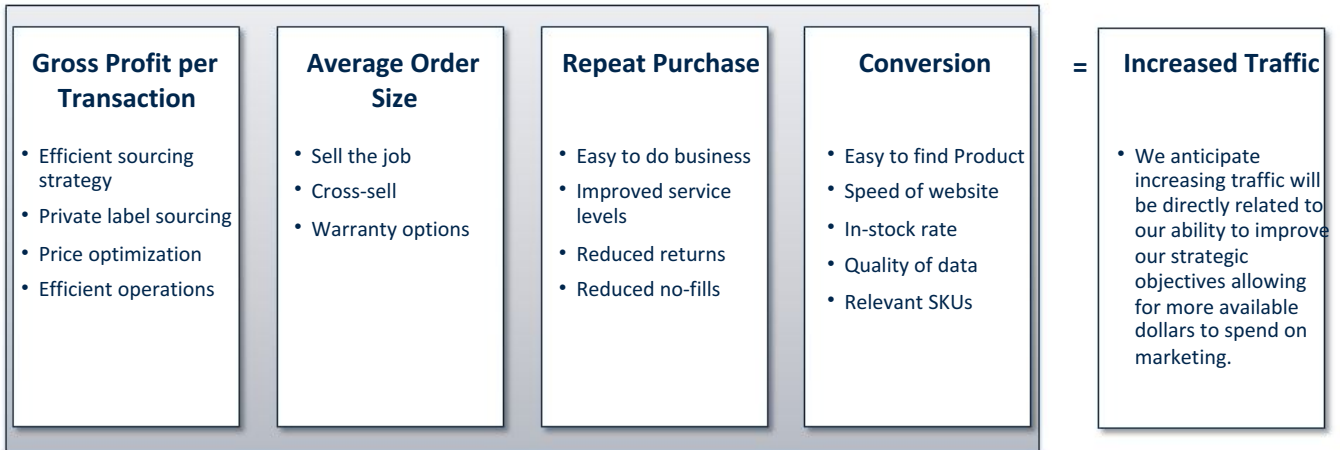 Gross Profit per
Transaction
• Efficient sourcing
strategy
• Private label sourcing
• Price optimization
• Efficient operations
Average Order
Size
• Sell the job
• Cross-sell
• Warranty options
Repeat Purchase
• Easy to do business
• Improved service
levels
• Reduced returns
• Reduced no-fills
Conversion
• Easy to find Product
• Speed of website
• In-stock rate
• Quality of data
• Relevant SKUs
=
Increased Traffic
• We anticipate
increasing traffic will
be directly related to
our ability to improve
our strategic
objectives allowing
for more available
dollars to spend on
marketing.